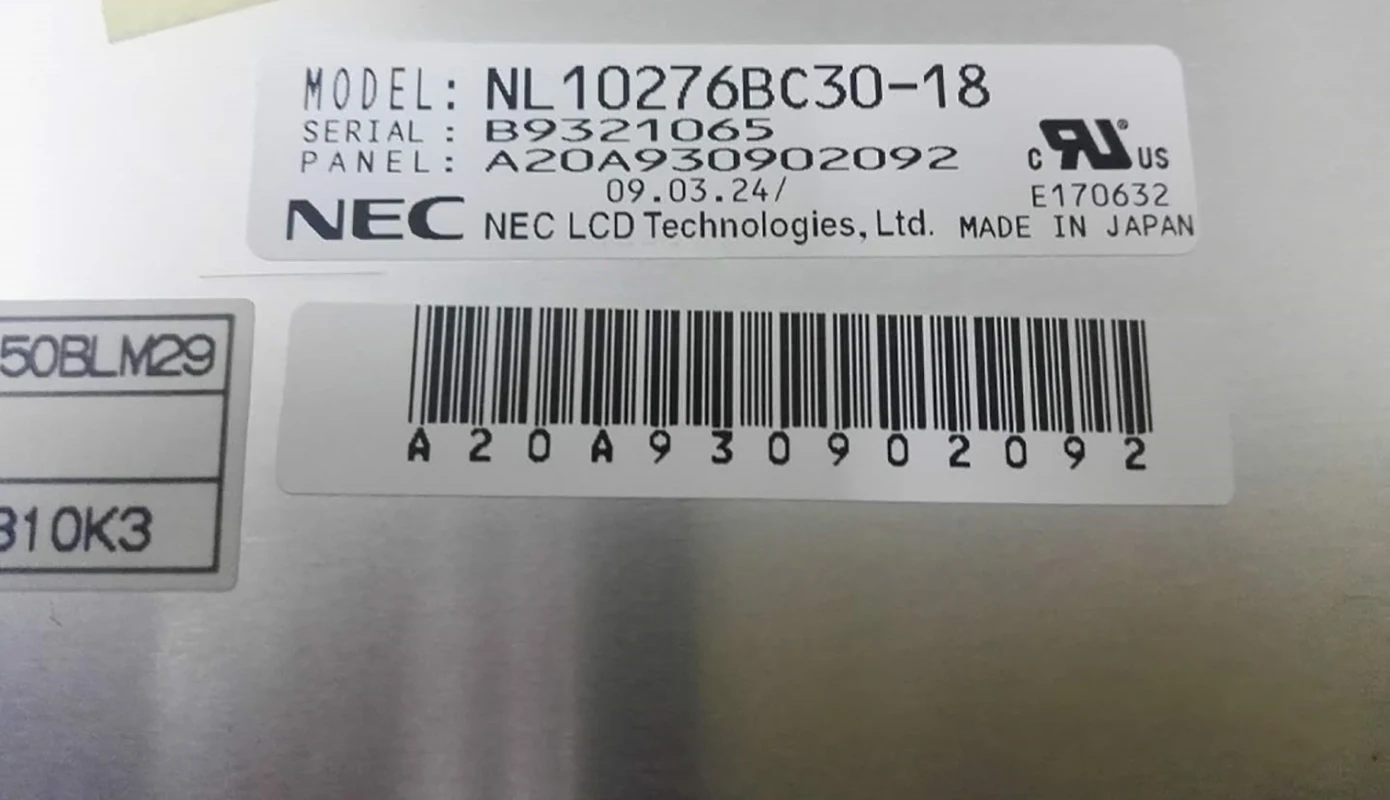 MODEL: NL10276BC30-18
SERIAL : B9321065
PANEL: A20A930902092
09.03.24/
c RU® US
E170632
NEC NEC LCD Technologies, Ltd. MADE IN JAPAN
50BLM29
A20A930902092
310K3